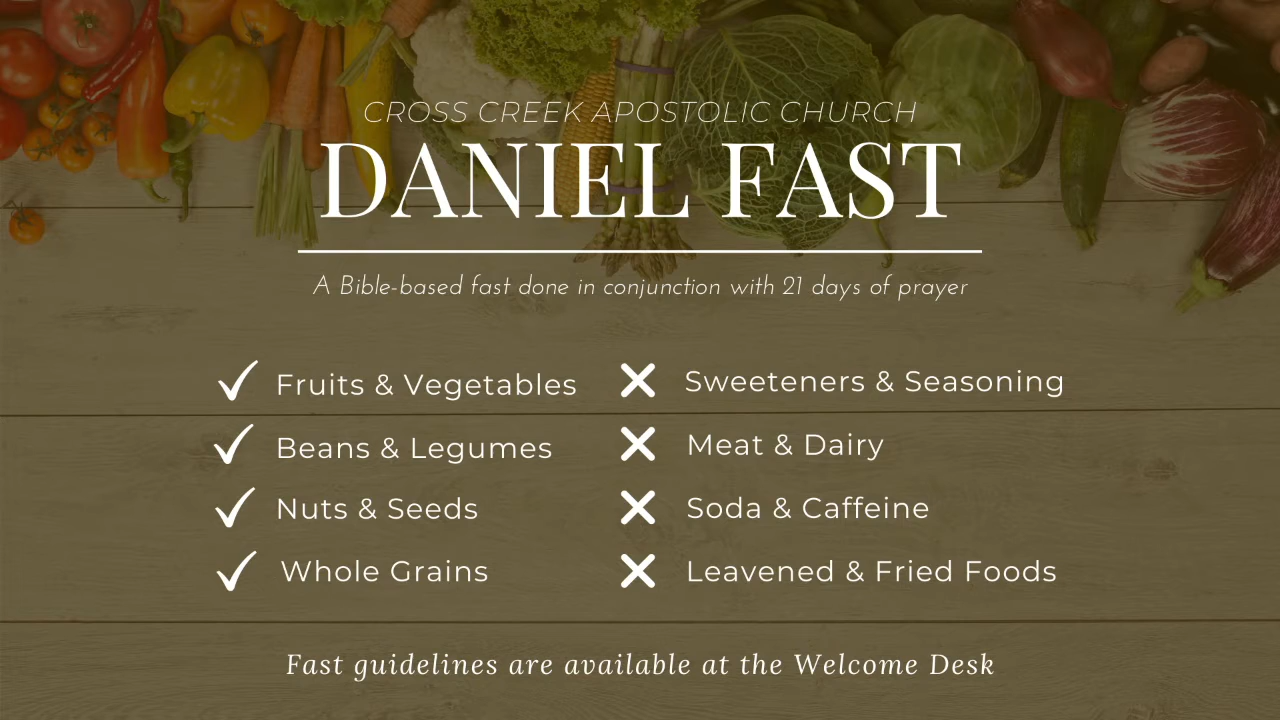 CROSS CREEK APOSTOLIC CHURCH
DANIEL FAST
A Bible-based fast done in conjunction with 21 days of prayer
Fruits & Vegetables
Beans & Legumes
Nuts & Seeds
Whole Grains
Sweeteners & Seasoning
Meat & Dairy
Soda & Caffeine
Leavened & Fried Foods
Fast guidelines are available at the Welcome Desk